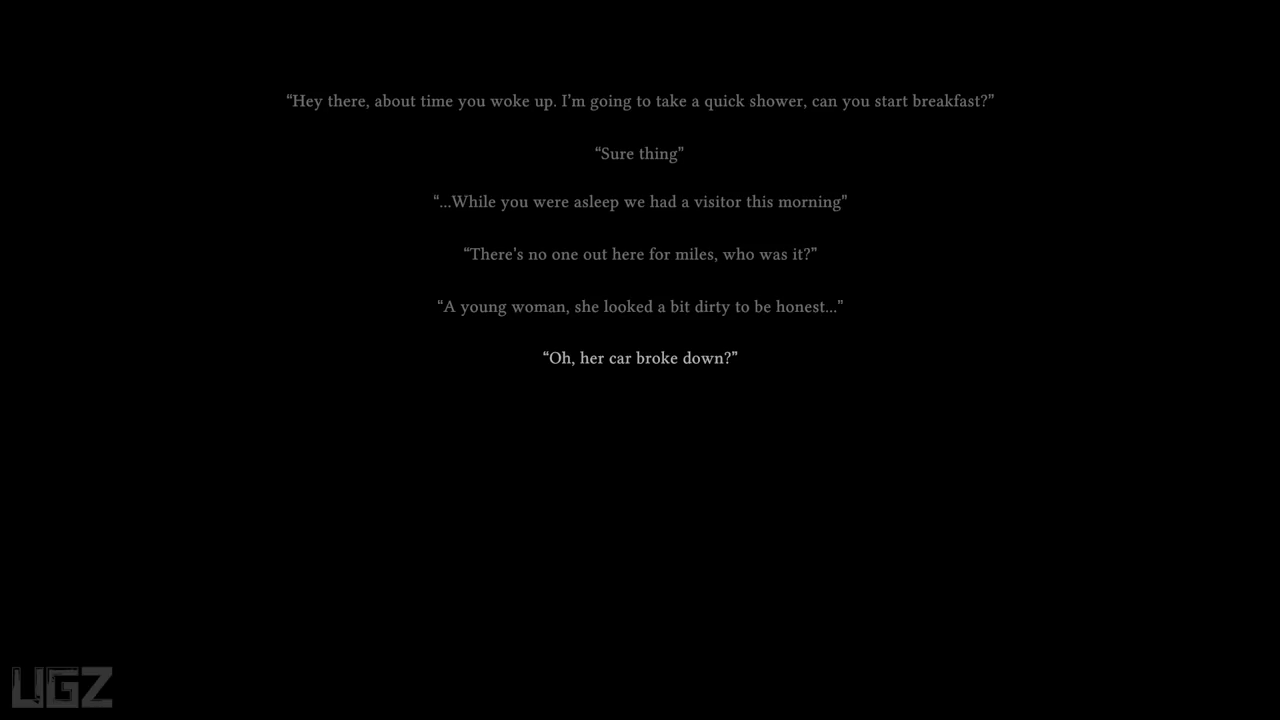 “Hey there, about time you woke up. I’m going to take a quick shower, can you start breakfast?”
“Sure thing”
“...While you were asleep we had a visitor this morning”
“There's no one out here for miles, who was it?”
“A young woman, she looked a bit dirty to be honest...”
“Oh, her car broke down?”
UGZ